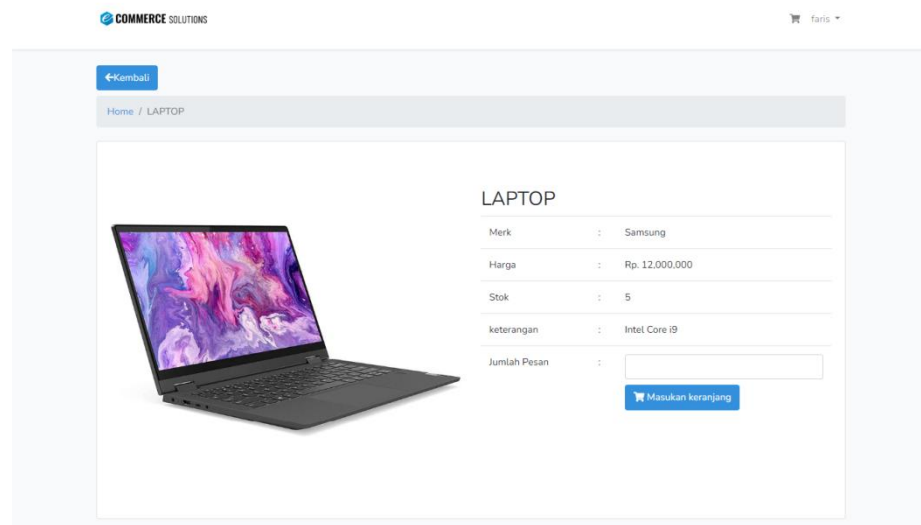 COMMERCE SOLUTIONS
faris
Kembali
Home / LAPTOP
LAPTOP
Merk : Samsung
Harga : Rp. 12,000,000
Stok : 5
keterangan : Intel Core i9
Jumlah Pesan :
Masukan keranjang